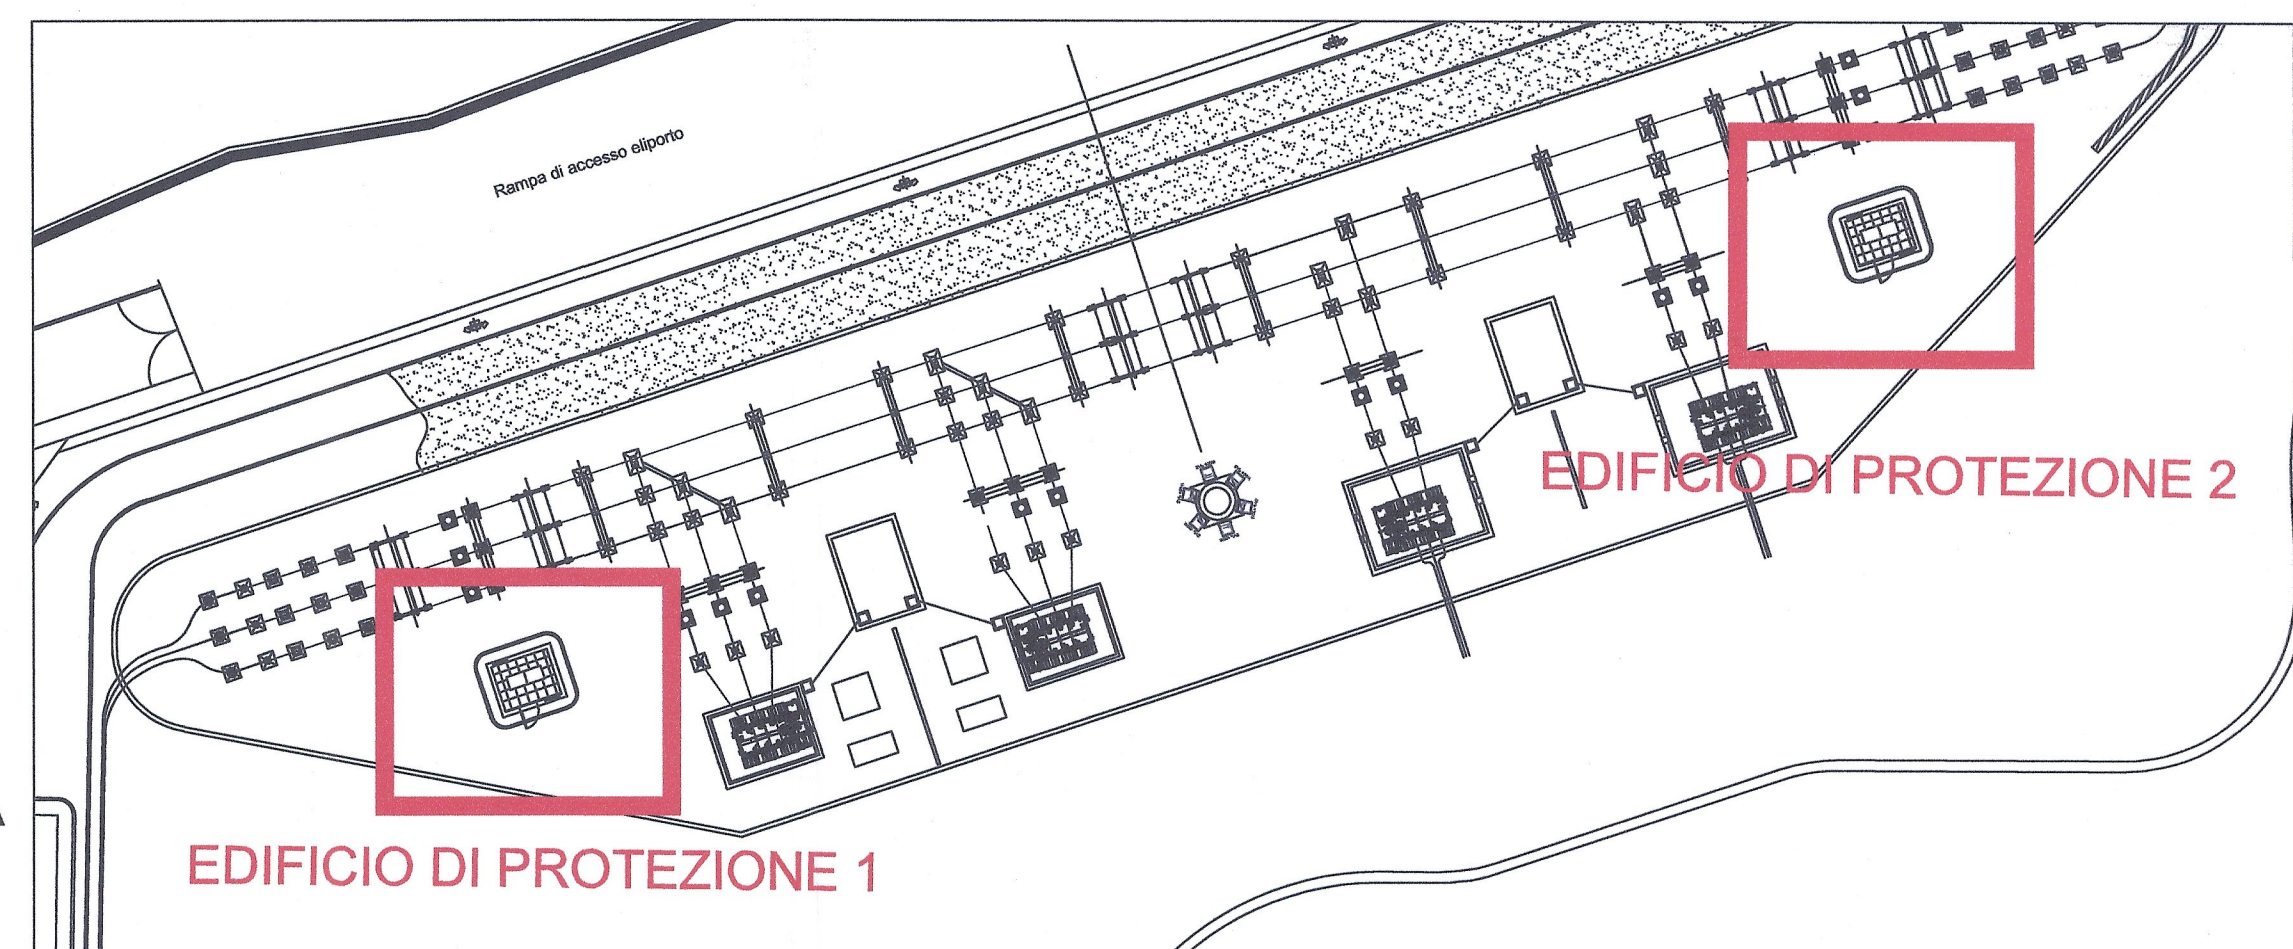 Rampa di accesso eliporto
EDIFICIO DI PROTEZIONE 2
EDIFICIO DI PROTEZIONE 1